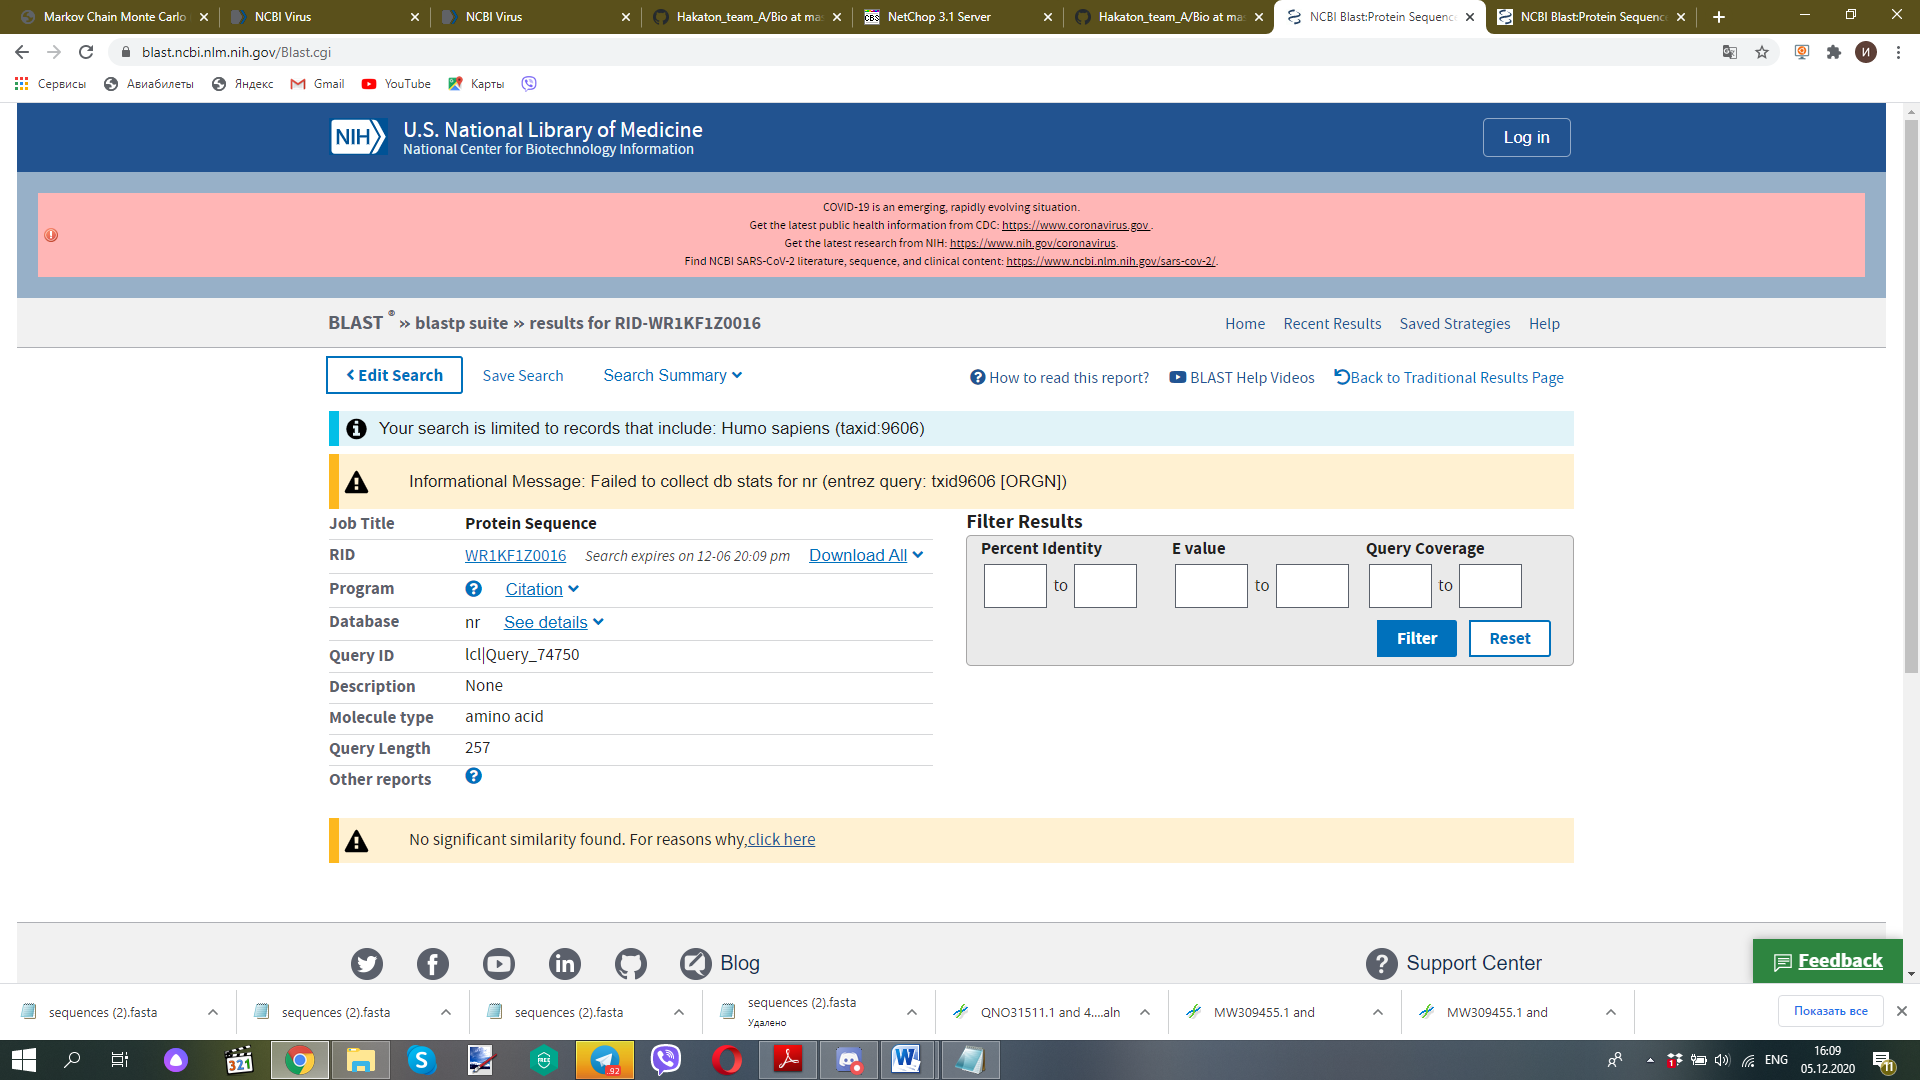 Markov Chain Monte Carlo
NCBI Virus
NCBI Virus
Hakaton_team_A/Bio at ma
NetChop 3.1 Server
Hakaton_team_A/Bio at ma
NCBI Blast:Protein Sequence
NCBI Blast:Protein Sequenc
blast.ncbi.nlm.nih.gov/Blast.cgi
И
Сервисы
Авиабилеты
Яндекс
Gmail
YouTube
Карты
NIH
U.S. National Library of Medicine
National Center for Biotechnology Information
Log in
COVID-19 is an emerging, rapidly evolving situation.
Get the latest public health information from CDC: https://www.coronavirus.gov .
Get the latest research from NIH: https://www.nih.gov/coronavirus.
Find NCBI SARS-CoV-2 literature, sequence, and clinical content: https://www.ncbi.nlm.nih.gov/sars-cov-2/.
BLAST ® » blastp suite » results for RID-WR1KF1Z0016
Home
Recent Results
Saved Strategies
Help
Edit Search
Save Search
Search Summary
How to read this report?
BLAST Help Videos
Back to Traditional Results Page
Your search is limited to records that include: Humo sapiens (taxid:9606)
Informational Message: Failed to collect db stats for nr (entrez query: txid9606 [ORGN])
Job Title
Protein Sequence
RID
WR1KF1Z0016
Search expires on 12-06 20:09 pm
Download All
Program
Citation
Database
nr
See details
Query ID
lcl|Query_74750
Description
None
Molecule type
amino acid
Query Length
257
Other reports
Filter Results
Percent Identity
E value
Query Coverage
to
to
to
Filter
Reset
No significant similarity found. For reasons why,click here
Blog
Support Center
Feedback
sequences (2).fasta
sequences (2).fasta
sequences (2).fasta
sequences (2).fasta
Удалено
QNO31511.1 and 4....aln
MW309455.1 and
MW309455.1 and
Показать все
321
FREE
92
ENG
16:09
05.12.2020
11